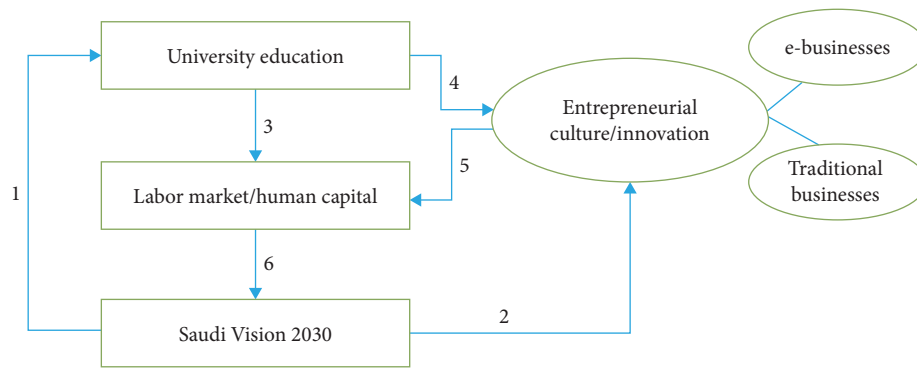 University education
e-businesses
4
Entrepreneurial
culture/innovation
3
5
Traditional
businesses
1
Labor market/human capital
6
2
Saudi Vision 2030